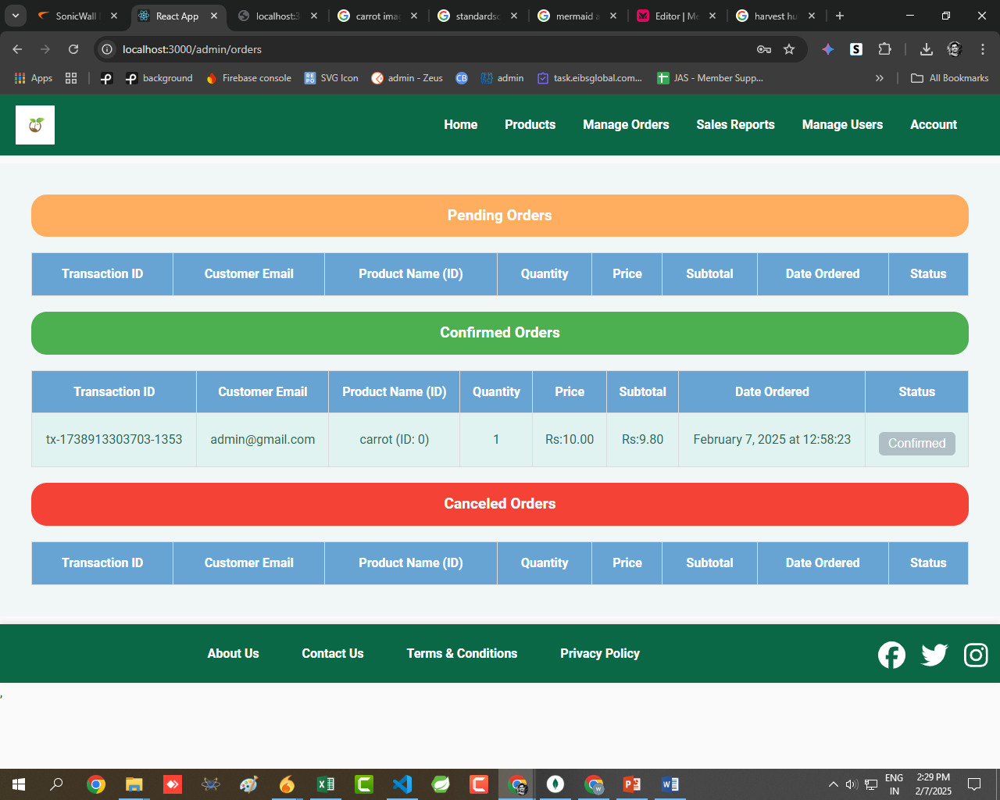 SonicWall
React App
localhost:3
carrot ima
standardsc
mermaid a
Editor | Me
harvest hu
localhost:3000/admin/orders
Apps
background
Firebase console
SVG Icon
admin - Zeus
CB
admin
task.eibsglobal.com...
JAS - Member Supp...
All Bookmarks
Home Products Manage Orders Sales Reports Manage Users Account
Pending Orders
Transaction ID Customer Email Product Name (ID) Quantity Price Subtotal Date Ordered Status
Confirmed Orders
Transaction ID Customer Email Product Name (ID) Quantity Price Subtotal Date Ordered Status
tx-1738913303703-1353 admin@gmail.com carrot (ID: 0) 1 Rs:10.00 Rs:9.80 February 7, 2025 at 12:58:23 Confirmed
Canceled Orders
Transaction ID Customer Email Product Name (ID) Quantity Price Subtotal Date Ordered Status
About Us Contact Us Terms & Conditions Privacy Policy
,
ENG 2:29 PM
IN 2/7/2025